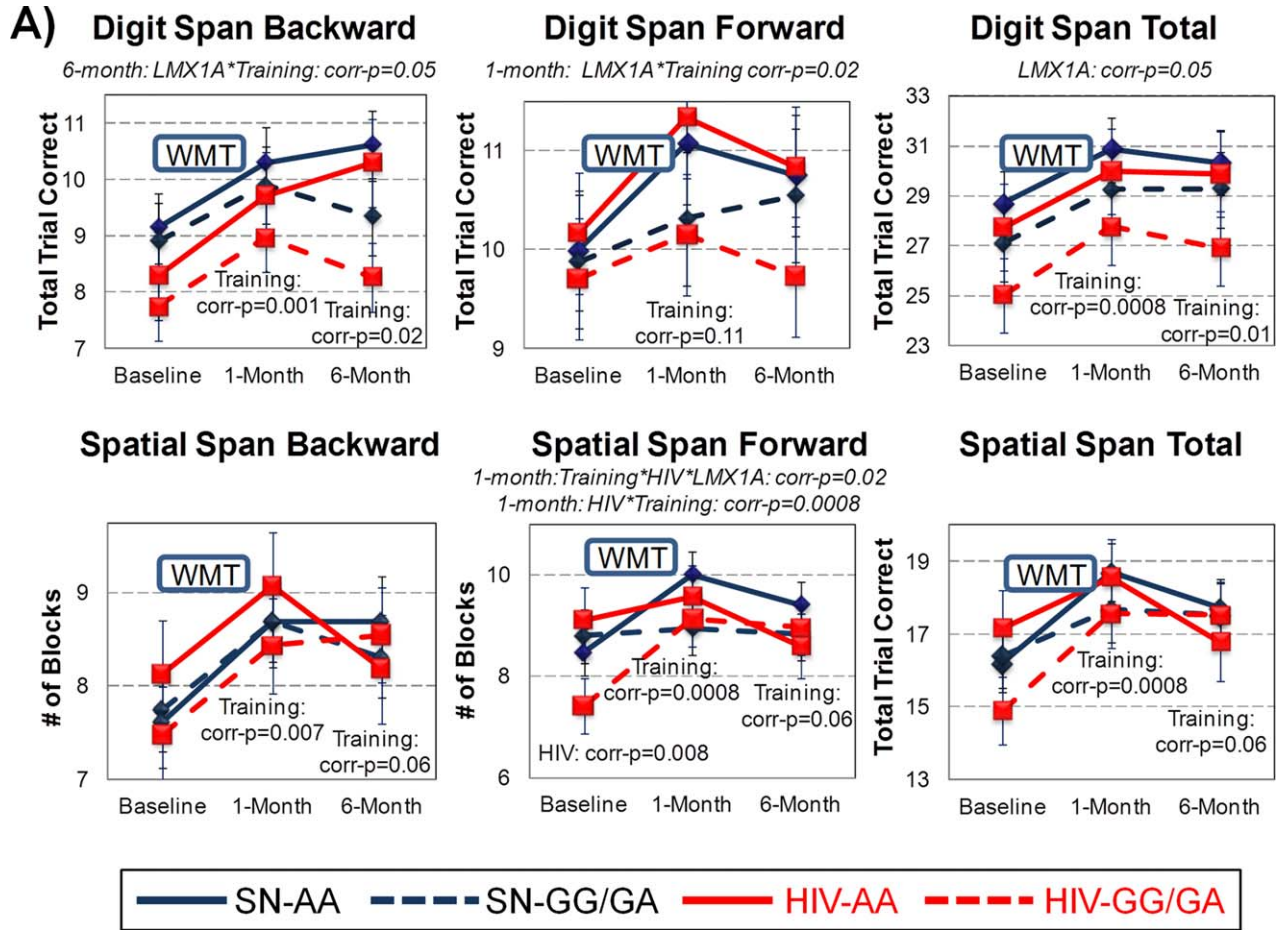 A)
Digit Span Backward
6-month: LMX1A*Training: corr-p=0.05
Total Trial Correct
11
10
9
8
7
WMT
Training:
corr-p=0.001
Training:
corr-p=0.02
Baseline 1-Month 6-Month
Digit Span Forward
1-month: LMX1A*Training corr-p=0.02
Total Trial Correct
11
10
9
WMT
Training:
corr-p=0.11
Baseline 1-Month 6-Month
Digit Span Total
LMX1A: corr-p=0.05
Total Trial Correct
33
31
29
27
25
23
WMT
Training:
corr-p=0.0008
Training:
corr-p=0.01
Baseline 1-Month 6-Month
Spatial Span Backward
# of Blocks
9
8
7
WMT
Training:
corr-p=0.007
Training:
corr-p=0.06
Baseline 1-Month 6-Month
Spatial Span Forward
1-month:Training*HIV*LMX1A: corr-p=0.02
1-month: HIV*Training: corr-p=0.0008
# of Blocks
10
8
6
WMT
Training:
corr-p=0.0008
Training:
corr-p=0.06
HIV: corr-p=0.008
Baseline 1-Month 6-Month
Spatial Span Total
Total Trial Correct
19
17
15
13
WMT
Training:
corr-p=0.0008
Training:
corr-p=0.06
Baseline 1-Month 6-Month
SN-AA SN-GG/GA HIV-AA HIV-GG/GA